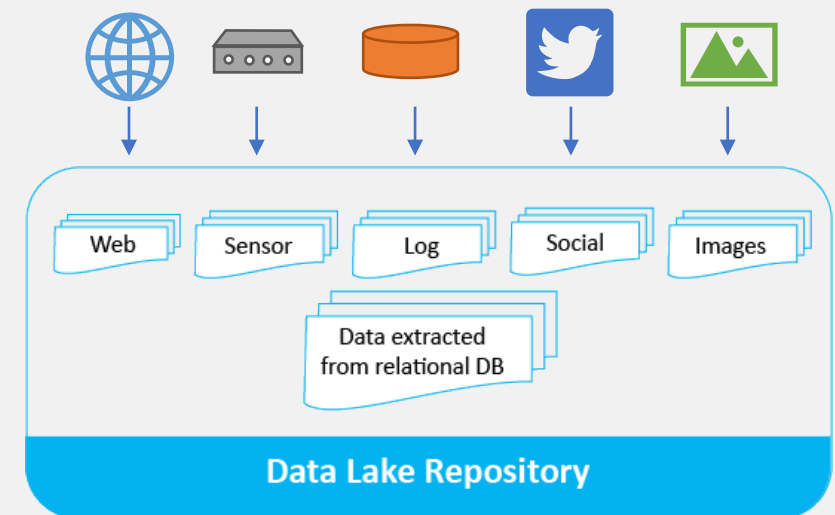 Web
Sensor
Log
Social
Images
Data extracted
from relational DB
Data Lake Repository